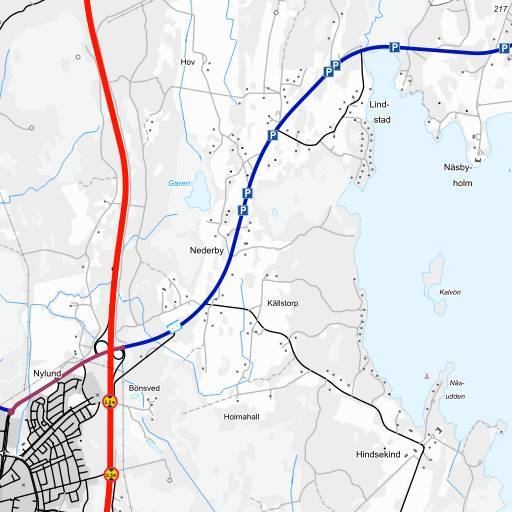 217
Hov
P
P
P
P
Lind-
stad
P
Näsby-
holm
Garen
P
P
Nederby
Kalvön
Källstorp
Nylund
Bönsved
Näs-
udden
Holmahall
Hindsekind